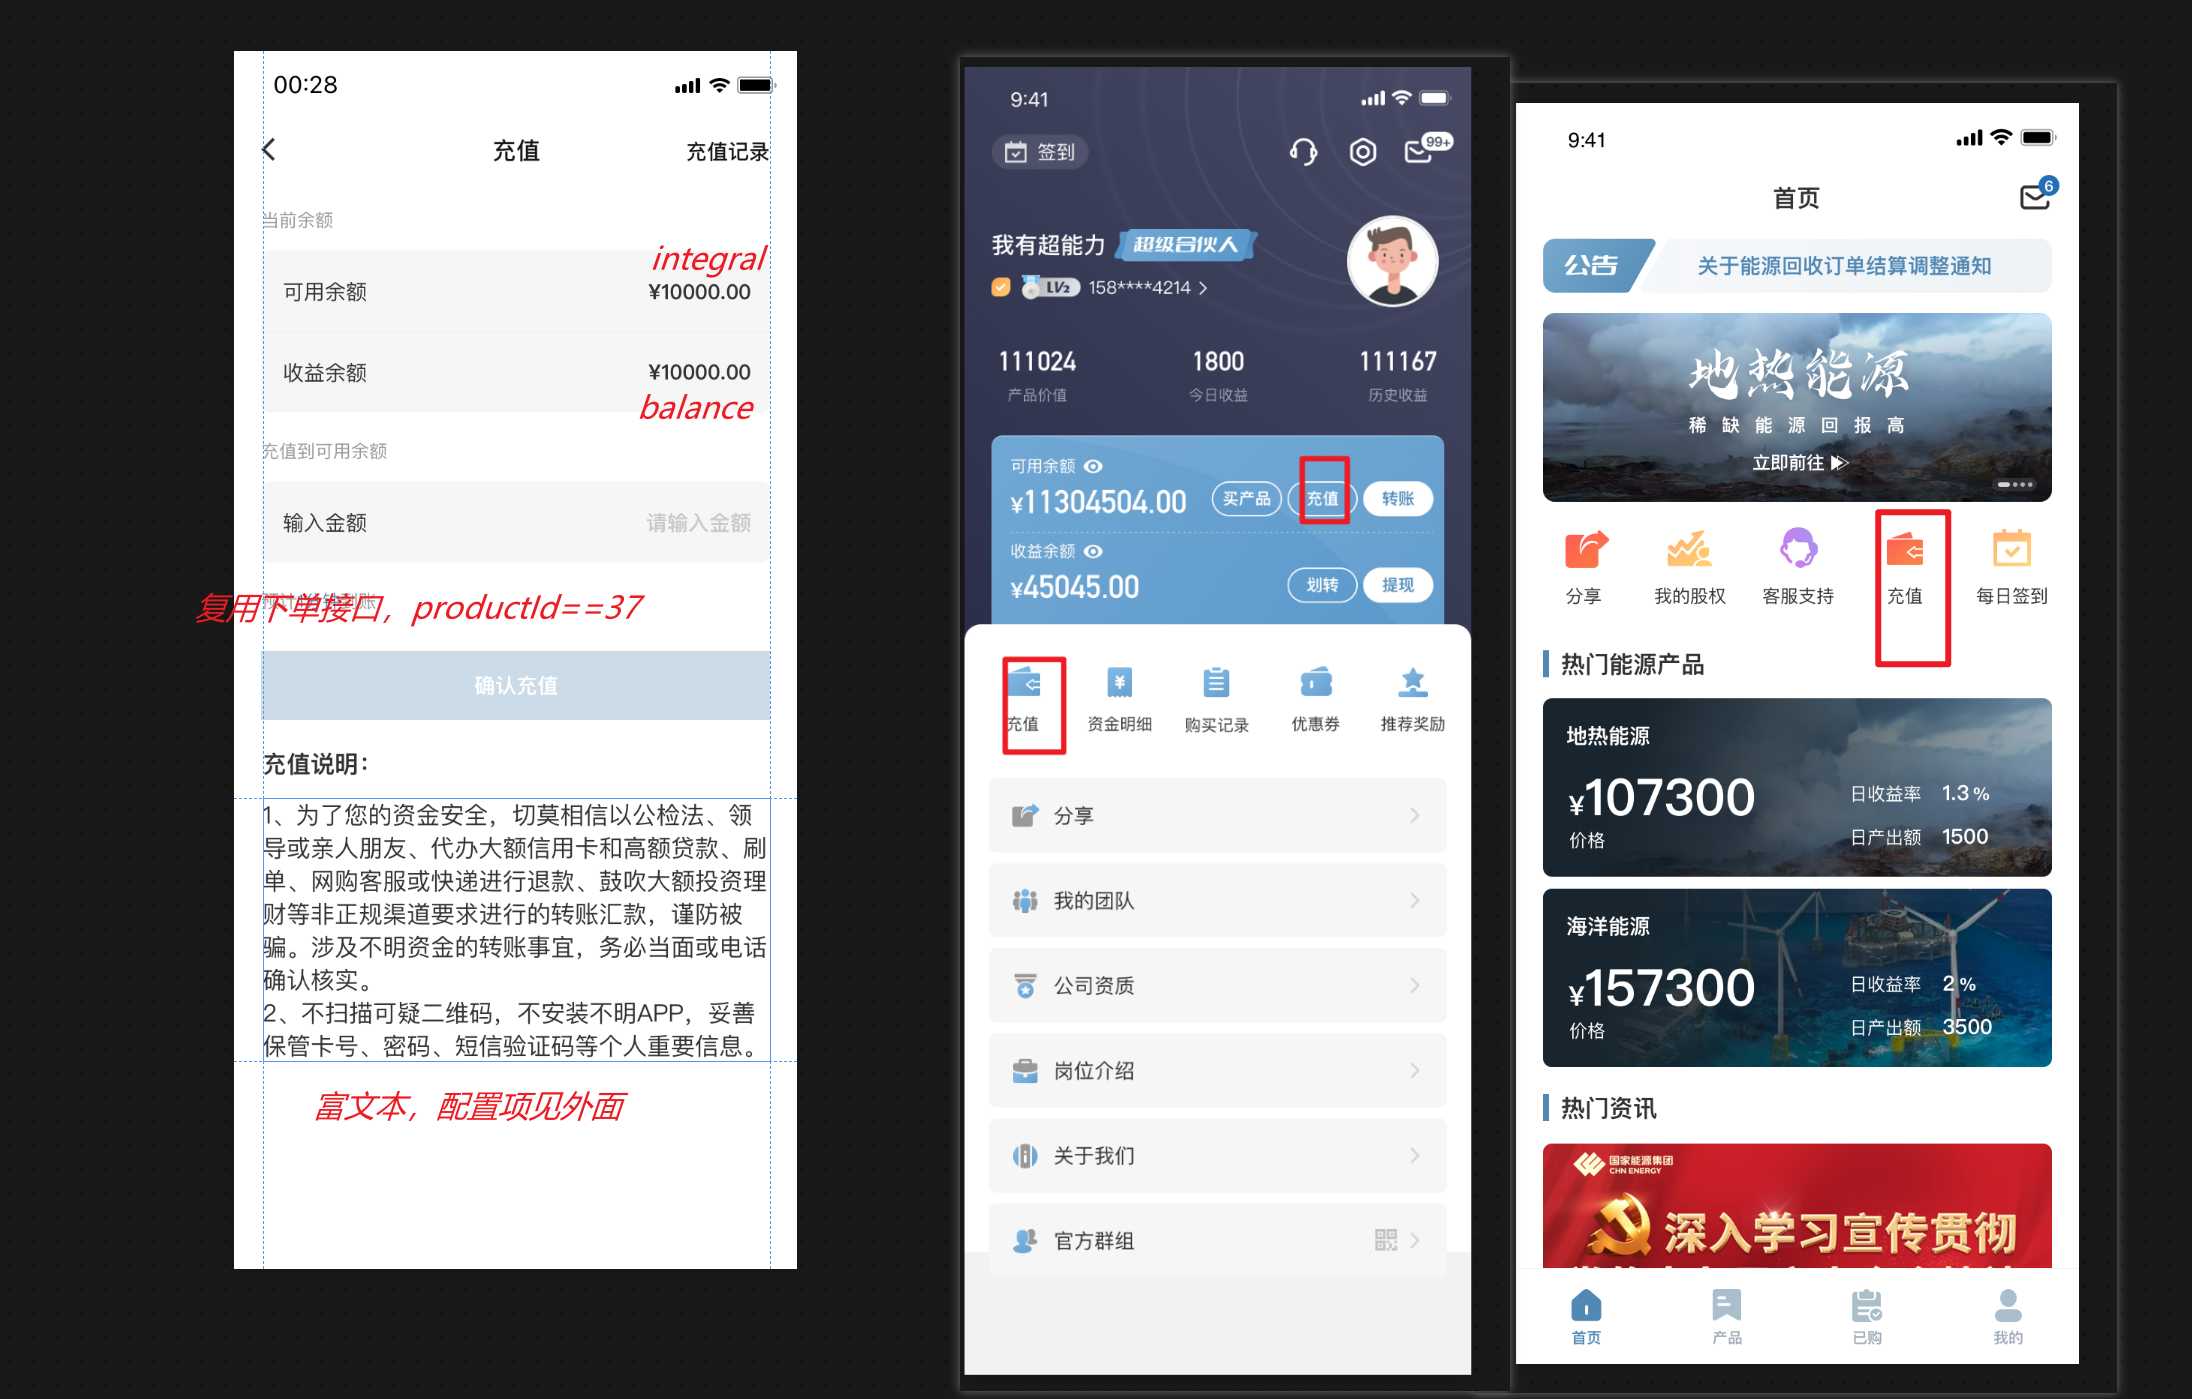 00:28
充值
充值记录
当前余额
integral
可用余额
¥10000.00
收益余额
¥10000.00
balance
充值到可用余额
输入金额
请输入金额
复用下单接口，productId==37
确认充值
充值说明：
1、为了您的资金安全，切莫相信以公检法、领
导或亲人朋友、代办大额信用卡和高额贷款、刷
单、网购客服或快递进行退款、鼓吹大额投资理
财等非正规渠道要求进行的转账汇款，谨防被
骗。涉及不明资金的转账事宜，务必当面或电话
确认核实。
2、不扫描可疑二维码，不安装不明APP，妥善
保管卡号、密码、短信验证码等个人重要信息。
富文本，配置项见外面
9:41
签到
99+
我有超能力
超级合伙人
LV2
158****4214
111024
1800
111167
产品价值
今日收益
历史收益
可用余额
¥11304504.00
买产品
充值
转账
收益余额
¥45045.00
划转
提现
充值
资金明细
购买记录
优惠券
推荐奖励
分享
我的团队
公司资质
岗位介绍
关于我们
官方群组
9:41
首页
6
公告
关于能源回收订单结算调整通知
地热能源
稀缺能源回报高
立即前往
分享
我的股权
客服支持
充值
每日签到
热门能源产品
地热能源
¥107300
价格
日收益率 1.3%
日产出额 1500
海洋能源
¥157300
价格
日收益率 2%
日产出额 3500
热门资讯
国家能源集团
CHN ENERGY
深入学习宣传贯彻
首页
产品
已购
我的